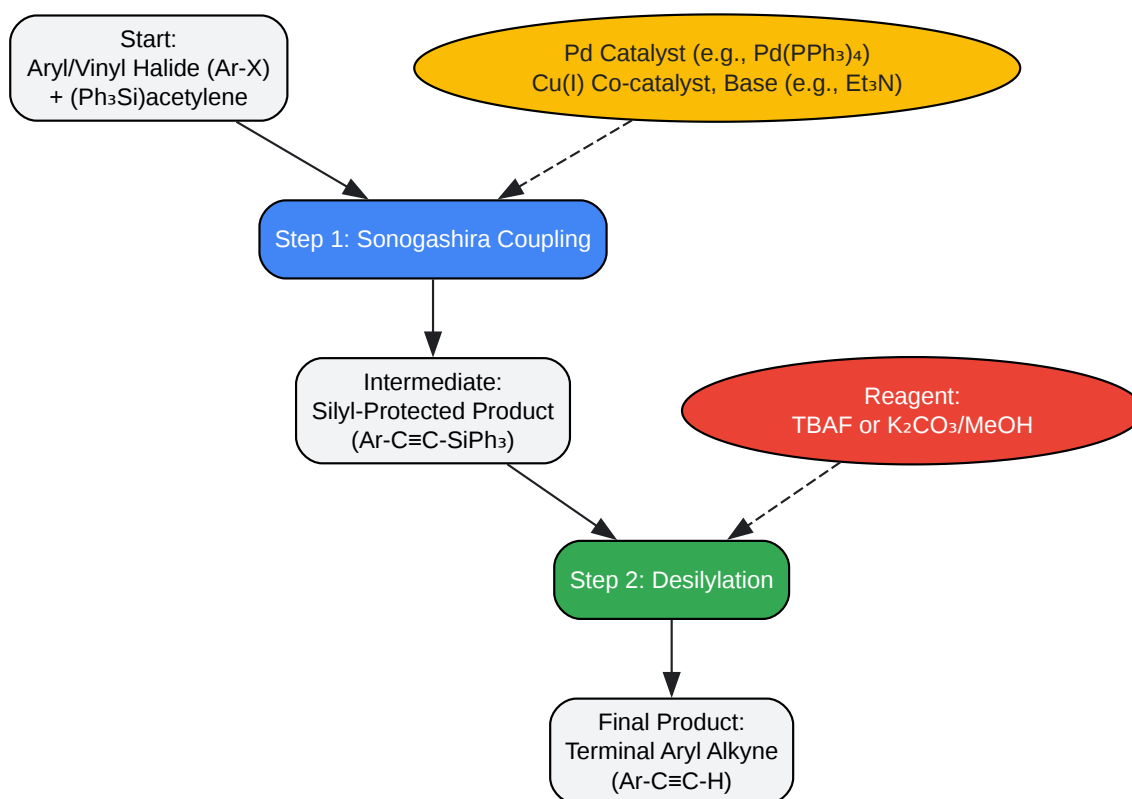 Start:
Aryl/Vinyl Halide (Ar-X)
+ (Ph₃Si)acetylene
Pd Catalyst (e.g., Pd(PPh₃)₄)
Cu(I) Co-catalyst, Base (e.g., Et₃N)
Step 1: Sonogashira Coupling
Intermediate:
Silyl-Protected Product
(Ar-C≡C-SiPh₃)
Reagent:
TBAF or K₂CO₃/MeOH
Step 2: Desilylation
Final Product:
Terminal Aryl Alkyne
(Ar-C≡C-H)